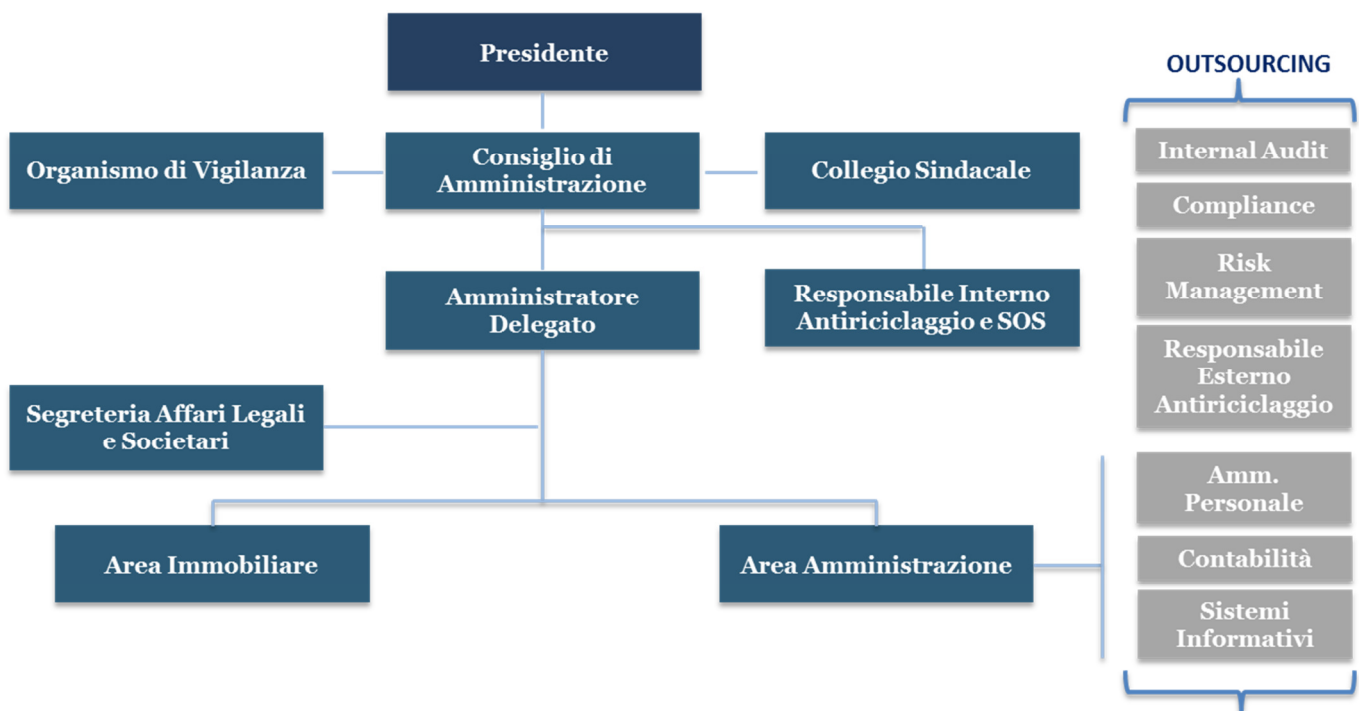 Presidente
OUTSOURCING
Organismo di Vigilanza
Consiglio di
Amministrazione
Collegio Sindacale
Internal Audit
Compliance
Risk
Management
Amministratore
Delegato
Responsabile Interno
Antiriciclaggio e SOS
Responsabile
Esterno
Antiriciclaggio
Segreteria Affari Legali
e Societari
Amm.
Personale
Area Immobiliare
Area Amministrazione
Contabilità
Sistemi
Informativi